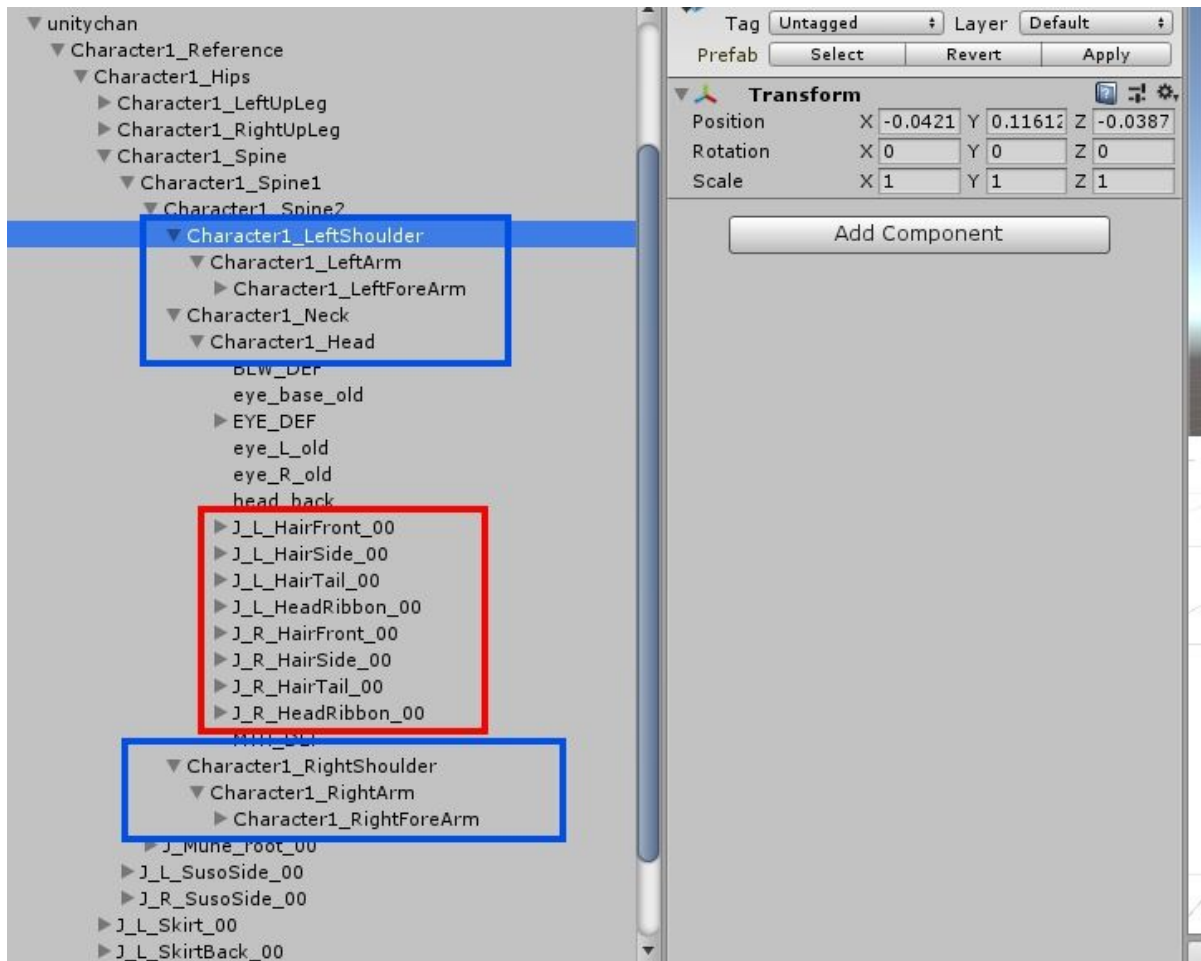 unitychan
Character1_Reference
Character1_Hips
Character1_LeftUpLeg
Character1_RightUpLeg
Character1_Spine
Character1_Spine1
Character1_Spine2
Character1_LeftShoulder
Character1_LeftArm
Character1_LeftForeArm
Character1_Neck
Character1_Head
BLW_DEF
eye_base_old
EYE_DEF
eye_L_old
eye_R_old
head_back
J_L_HairFront_00
J_L_HairSide_00
J_L_HairTail_00
J_L_HeadRibbon_00
J_R_HairFront_00
J_R_HairSide_00
J_R_HairTail_00
J_R_HeadRibbon_00
MTH_DEF
Character1_RightShoulder
Character1_RightArm
Character1_RightForeArm
J_Mune_root_00
J_L_SusoSide_00
J_R_SusoSide_00
J_L_Skirt_00
J_L_SkirtBack_00
Tag Untagged Layer Default
Prefab Select Revert Apply
Transform
Position X -0.0421 Y 0.11612 Z -0.0387
Rotation X 0 Y 0 Z 0
Scale X 1 Y 1 Z 1
Add Component